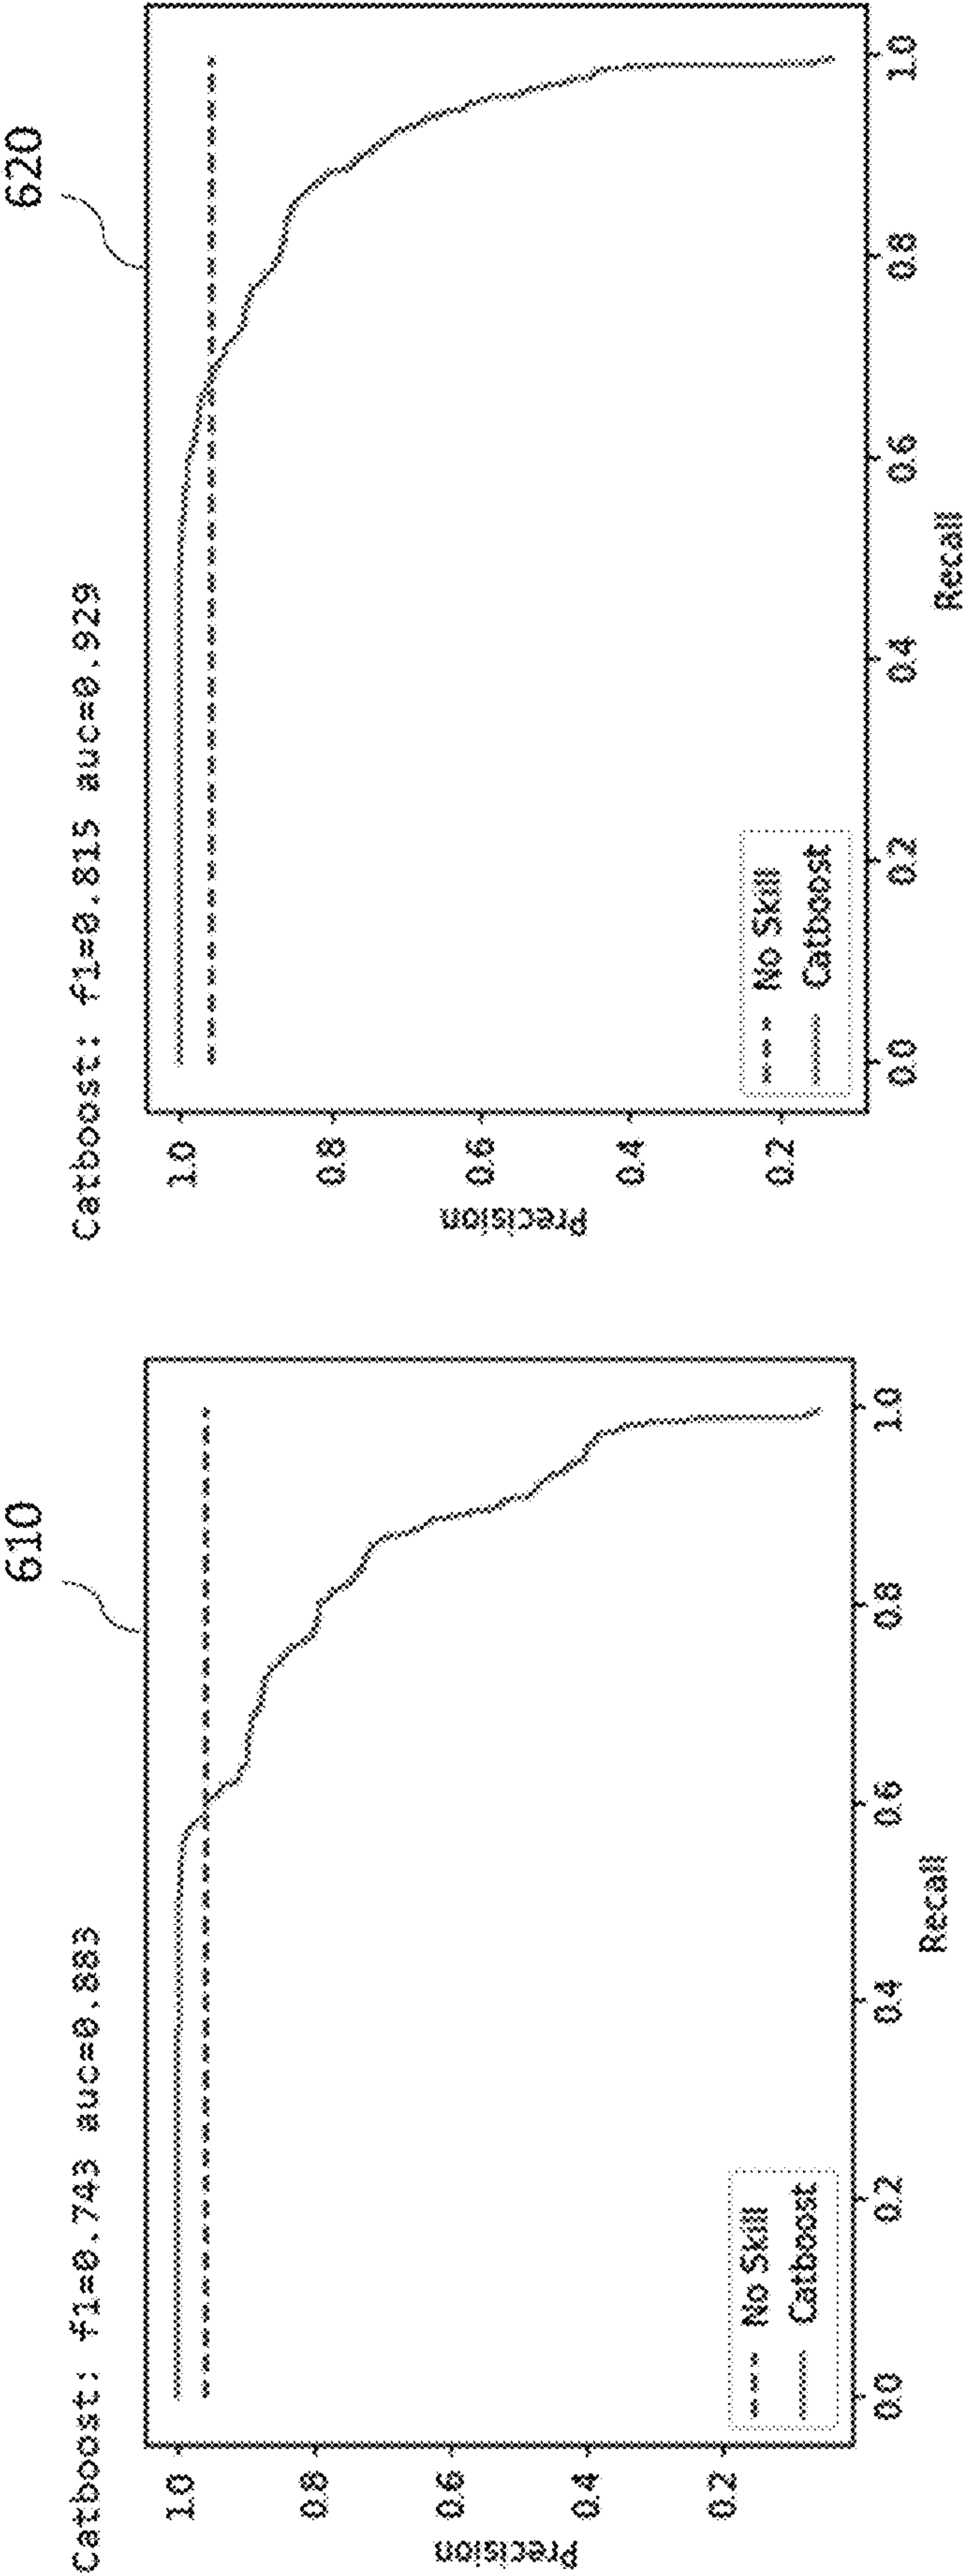 610
Catboost: f1=0.743 auc=0.883
Precision
1.0
0.8
0.6
0.4
0.2
No Skill
Catboost
0.0 0.2 0.4 0.6 0.8 1.0
Recall
620
Catboost: f1=0.815 auc=0.929
Precision
1.0
0.8
0.6
0.4
0.2
No Skill
Catboost
0.0 0.2 0.4 0.6 0.8 1.0
Recall